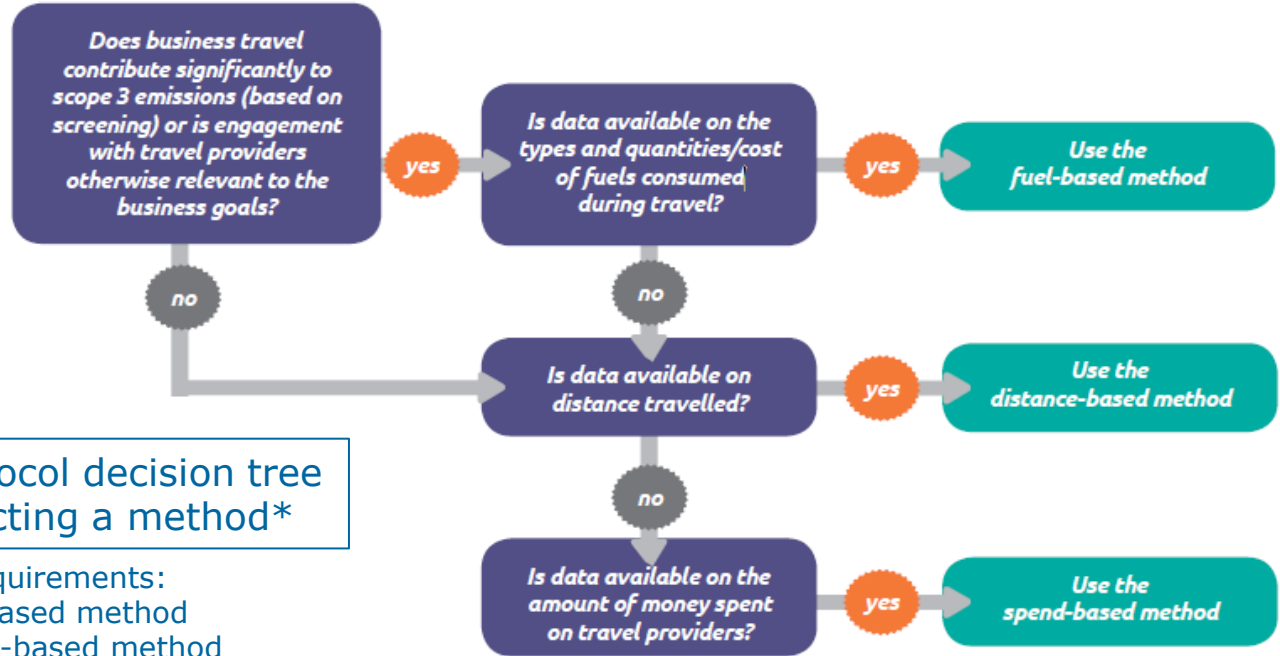 Does business travel
contribute significantly to
scope 3 emissions (based on
screening) or is engagement
with travel providers
otherwise relevant to the
business goals?
yes
Is data available on the
types and quantities/cost
of fuels consumed
during travel?
yes
Use the
fuel-based method
no
no
Is data available on
distance travelled?
yes
Use the
distance-based method
ocol decision tree
cting a method*
no
quirements:
ased method
-based method
Is data available on the
amount of money spent
on travel providers?
yes
Use the
spend-based method